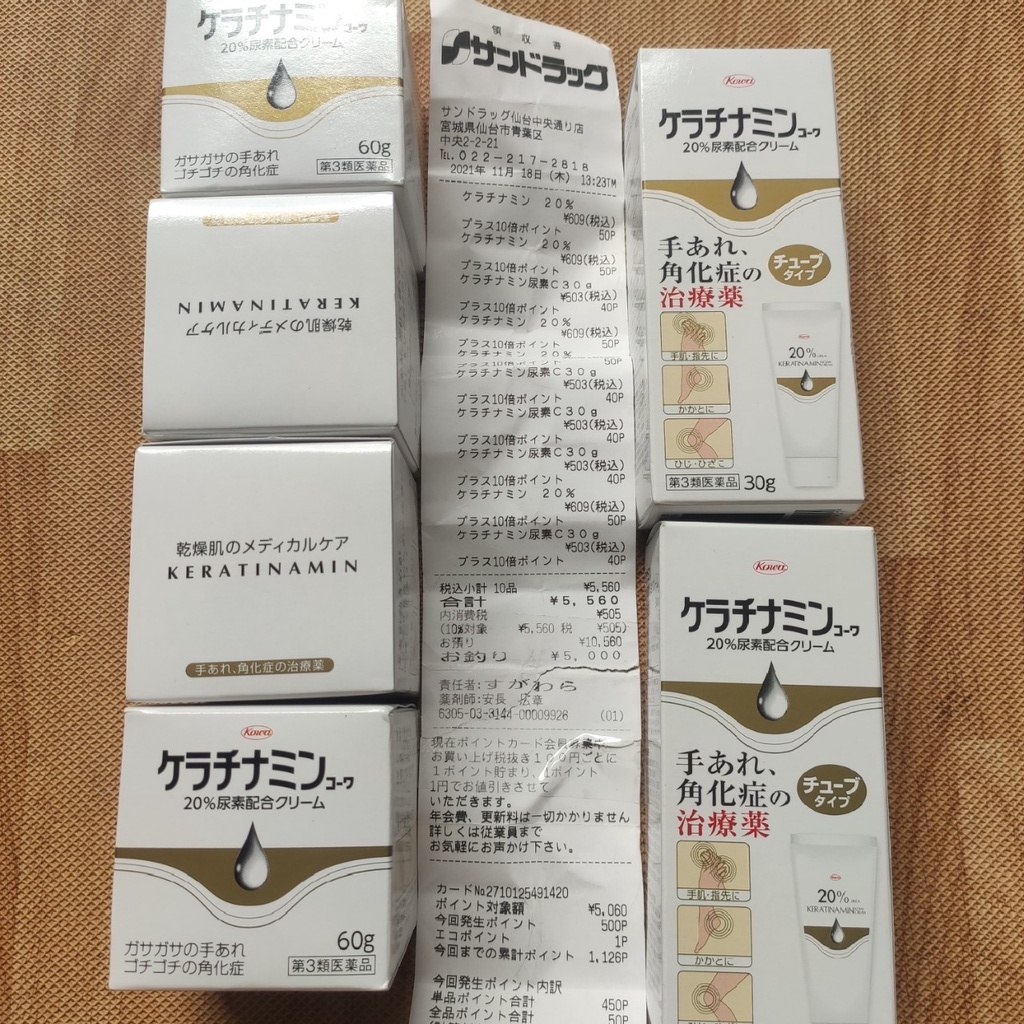 ケラチナミンコーワ
20%尿素配合クリーム
ガサガサの手あれ
ゴチゴチの角化症
60g
第3類医薬品
乾燥肌のメディカルケア
KERATINAMIN
乾燥肌のメディカルケア
KERATINAMIN
手あれ、角化症の治療薬
Kowa
ケラチナミンコーワ
20%尿素配合クリーム
ガサガサの手あれ
ゴチゴチの角化症
60g
第3類医薬品
領収書
サンドラッグ
サンドラッグ仙台中央通り店
宮城県仙台市青葉区
中央2-2-21
TEL.022-217-2818
2021年 11月 18日(木) 13:23TM
ケラチナミン 20%
¥609(税込)
プラス10倍ポイント 50P
ケラチナミン 20%
¥609(税込)
プラス10倍ポイント 50P
ケラチナミン尿素C30g
¥503(税込)
プラス10倍ポイント 40P
ケラチナミン 20%
¥609(税込)
プラス10倍ポイント 50P
ケラチナミン 20%
プラス10倍ポイント 50P
ケラチナミン尿素C30g
¥503(税込)
プラス10倍ポイント 40P
ケラチナミン尿素C30g
¥503(税込)
プラス10倍ポイント 40P
ケラチナミン尿素C30g
¥503(税込)
プラス10倍ポイント 40P
ケラチナミン 20%
¥609(税込)
プラス10倍ポイント 50P
ケラチナミン尿素C30g
¥503(税込)
プラス10倍ポイント 40P
税込小計 10品 ¥5,560
合計 ¥5,560
内消費税 ¥505
(10%対象 ¥5,560 税 ¥505)
お預り ¥10,560
お釣り ¥5,000
責任者:すがわら
薬剤師:安長 広章
6305-03-3144-00009926 (01)
現在ポイントカード会員募集中
お買い上げ税抜き100円ごとに
1ポイント貯まり、1ポイント
1円でお値引きさせて
いただきます。
年会費、更新料は一切かかりません
詳しくは従業員まで
お気軽にお声かけ下さい。
カードNo2710125491420
ポイント対象額 ¥5,060
今回発生ポイント 500P
エコポイント 1P
今回までの累計ポイント 1,126P
今回発生ポイント内訳
単品ポイント合計 450P
全品ポイント合計 50P
Kowa
ケラチナミンコーワ
20%尿素配合クリーム
手あれ、
角化症の
治療薬
チューブ
タイプ
手肌・指先に
かかとに
ひじ・ひざこ
20%
KERATINAMIN
第3類医薬品 30g
Kowa
ケラチナミンコーワ
20%尿素配合クリーム
手あれ、
角化症の
治療薬
チューブ
タイプ
手肌・指先に
かかとに
20%
KERATINAMIN